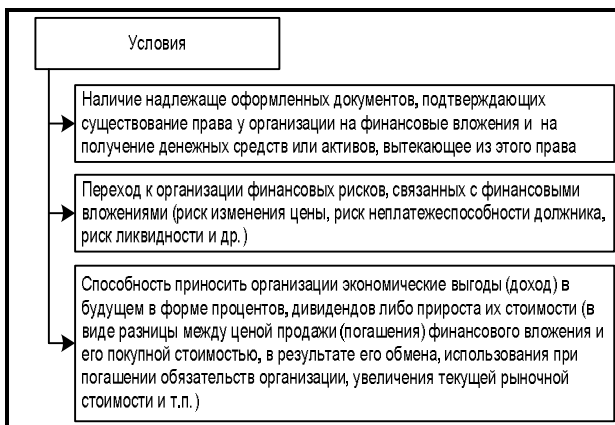 Условия
Наличие надлежаще оформленных документов, подтверждающих
существование права у организации на финансовые вложения и на
получение денежных средств или активов, вытекающее из этого права
Переход к организации финансовых рисков, связанных с финансовыми
вложениями (риск изменения цены, риск неплатежеспособности должника,
риск ликвидности и др.)
Способность приносить организации экономические выгоды (доход) в
будущем в форме процентов, дивидендов либо прироста их стоимости (в
виде разницы между ценой продажи (погашения) финансового вложения и
его покупной стоимостью, в результате его обмена, использования при
погашении обязательств организации, увеличения текущей рыночной
стоимости и т.п.)